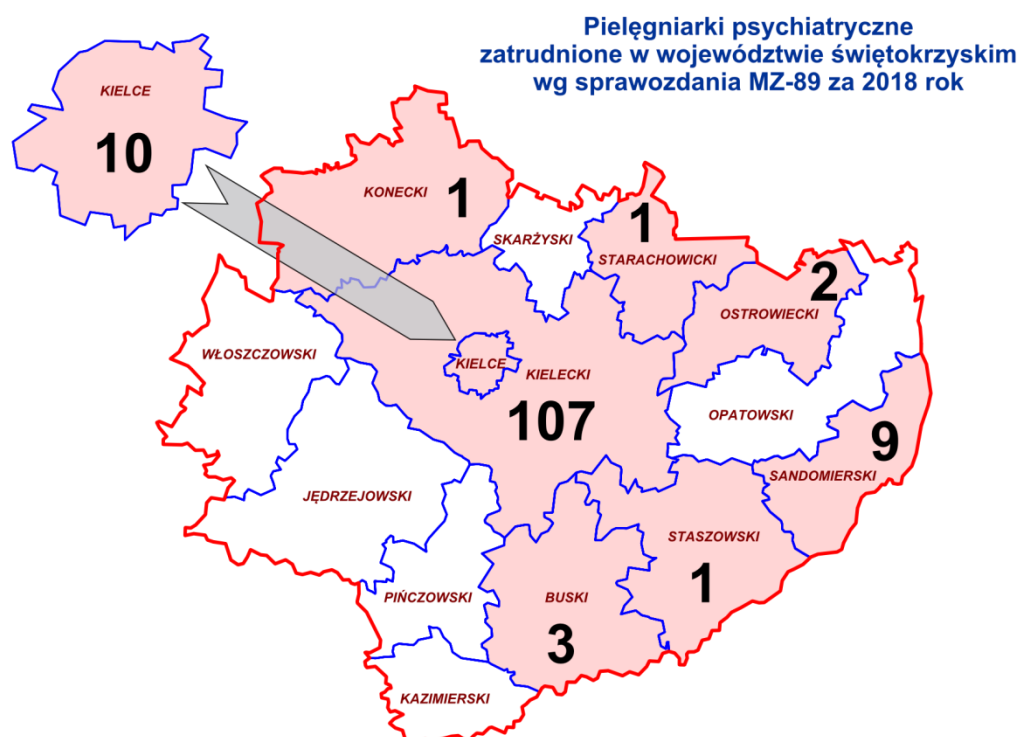 Pielęgniarki psychiatryczne
zatrudnione w województwie świętokrzyskim
wg sprawozdania MZ-89 za 2018 rok
KIELCE
10
KONECKI 1
SKARŻYSKI
1
STARACHOWICKI
2
OSTROWIECKI
WŁOSZCZOWSKI
KIELCE
KIELECKI
107
OPATOWSKI
9
SANDOMIERSKI
JĘDRZEJOWSKI
STASZOWSKI
1
PIŃCZOWSKI
BUSKI
3
KAZIMIERSKI